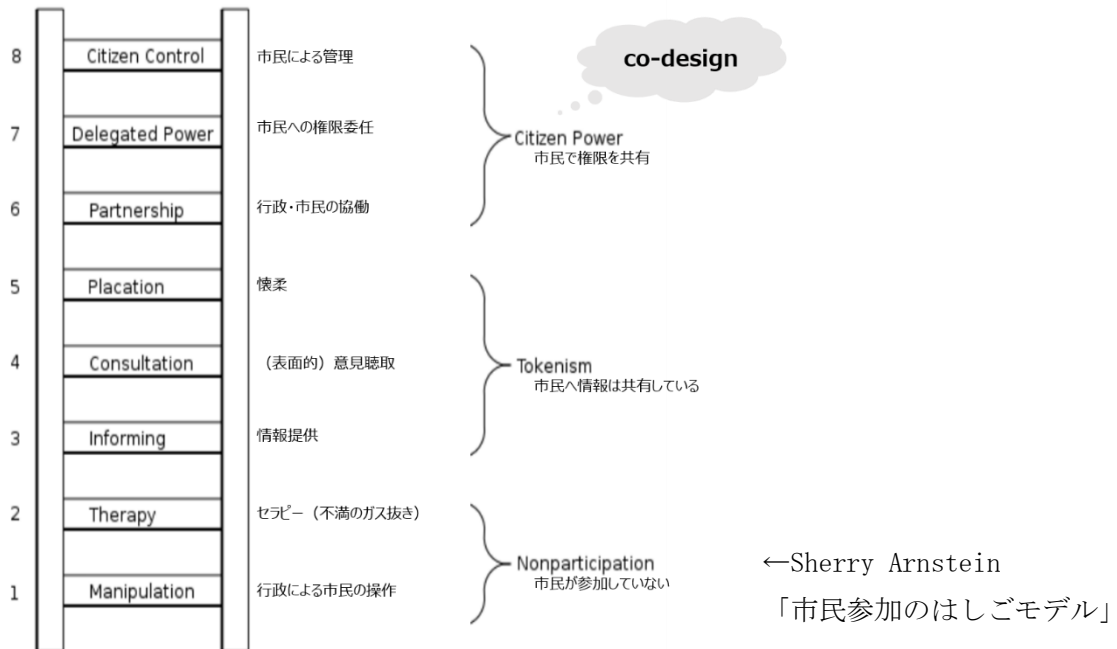 co-design
8 Citizen Control 市民による管理
7 Delegated Power 市民への権限委任
Citizen Power
市民で権限を共有
6 Partnership 行政・市民の協働
5 Placation 懐柔
4 Consultation （表面的）意見聴取
Tokenism
市民へ情報は共有している
3 Informing 情報提供
2 Therapy セラピー（不満のガス抜き）
Nonparticipation
市民が参加していない
1 Manipulation 行政による市民の操作
←Sherry Arnstein
「市民参加のはしごモデル」